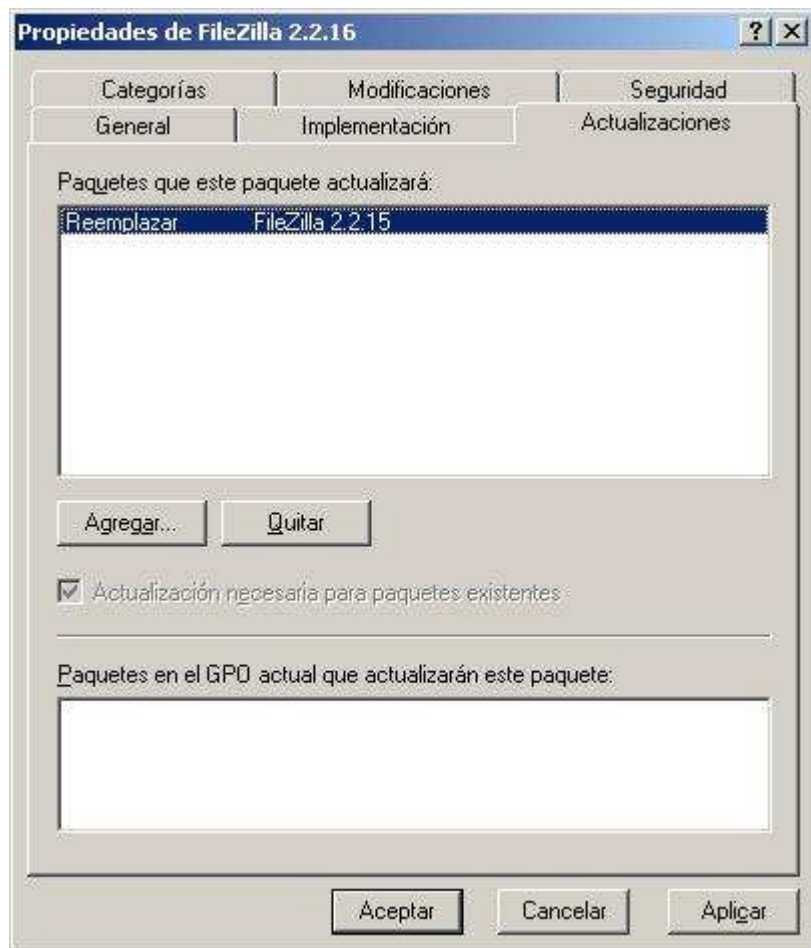 Propiedades de FileZilla 2.2.16
Categorías Modificaciones Seguridad
General Implementación Actualizaciones
Paquetes que este paquete actualizará:
Reemplazar FileZilla 2.2.15
Agregar... Quitar
Actualización necesaria para paquetes existentes
Paquetes en el GPO actual que actualizarán este paquete:
Aceptar Cancelar Aplicar